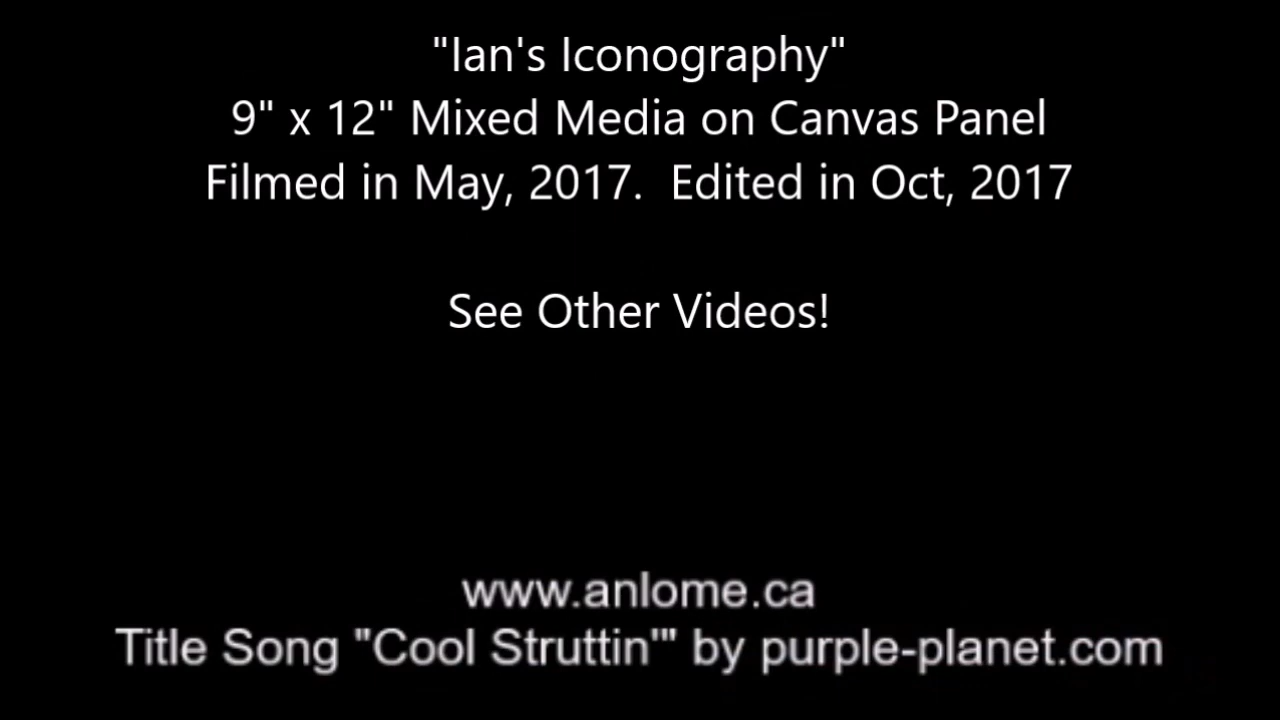 "Ian's Iconography"
9" x 12" Mixed Media on Canvas Panel
Filmed in May, 2017.  Edited in Oct, 2017
See Other Videos!
www.anlome.ca
Title Song "Cool Struttin'" by purple-planet.com